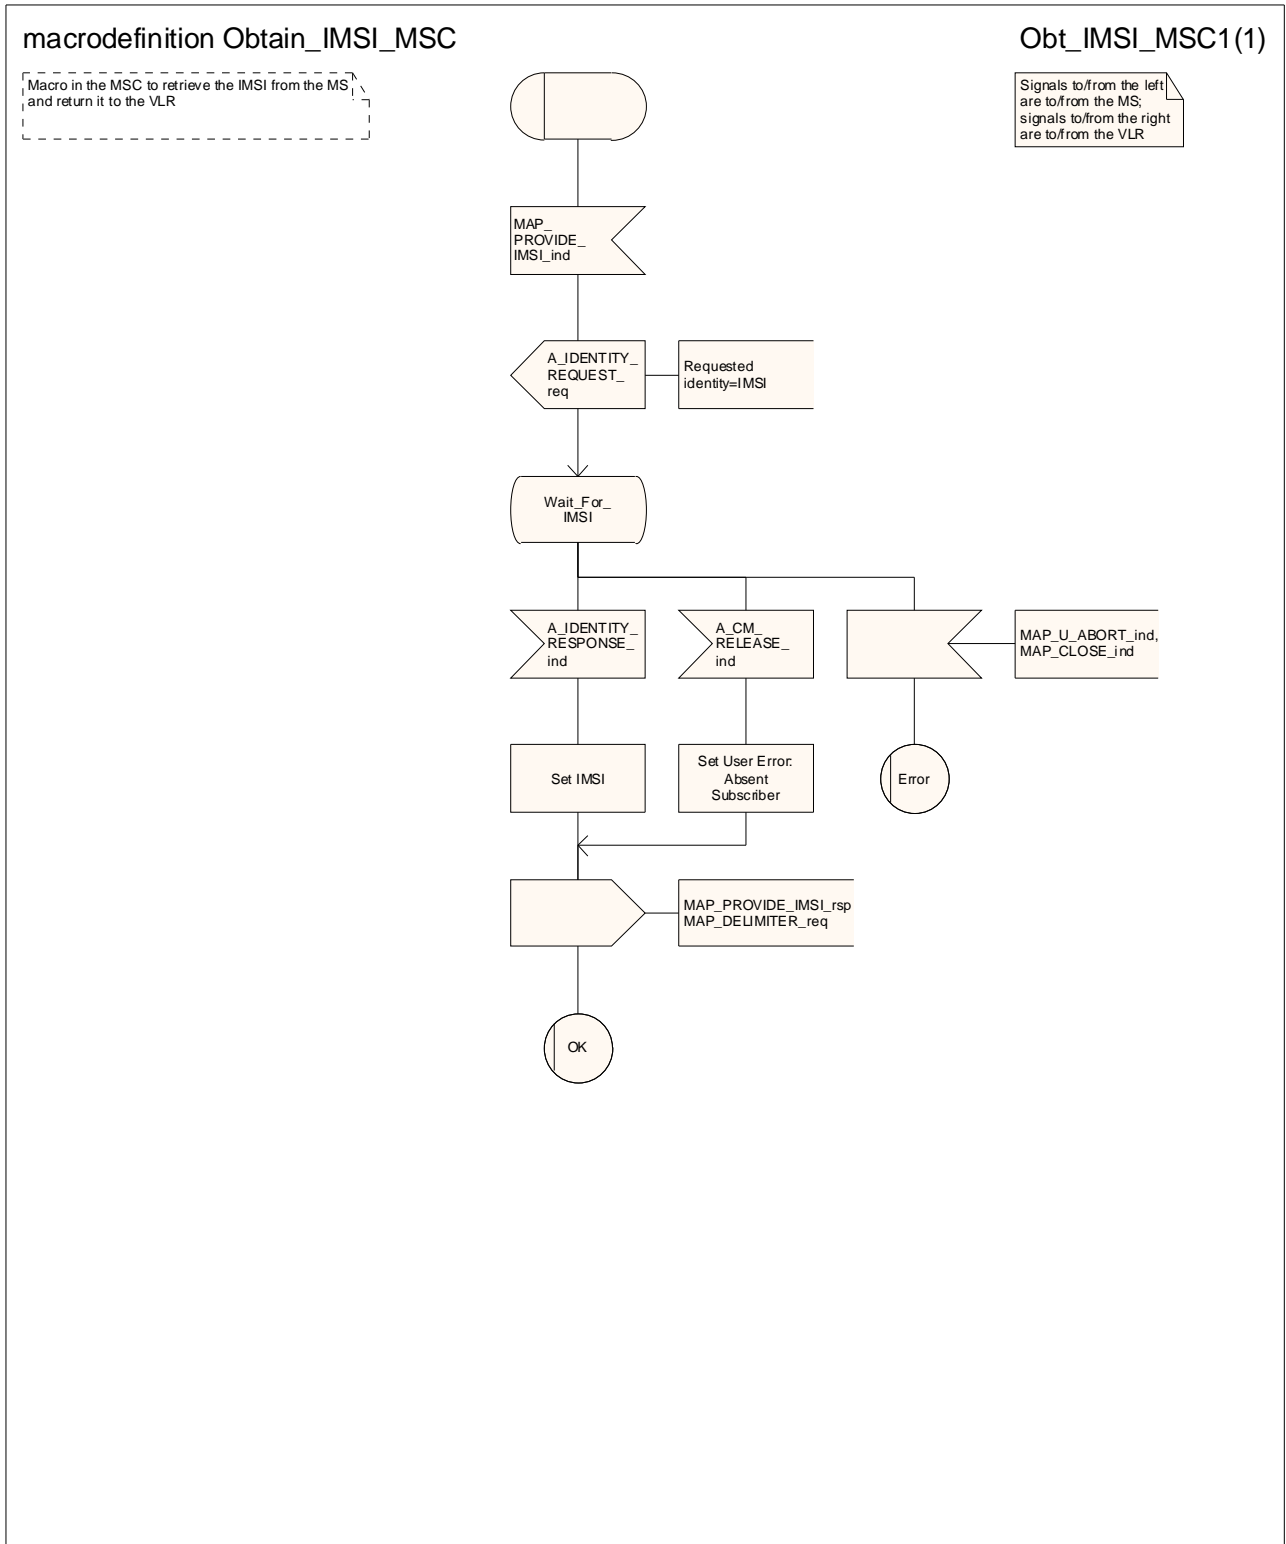 macrodefinition Obtain_IMSI_MSC
Obt_IMSI_MSC1(1)
Macro in the MSC to retrieve the IMSI from the MS
and return it to the VLR
Signals to/from the left
are to/from the MS;
signals to/from the right
are to/from the VLR
MAP_
PROVIDE_
IMSI_ind
A_IDENTITY_
REQUEST_
req
Requested
identity=IMSI
Wait_For_
IMSI
A_IDENTITY_
RESPONSE_
ind
A_CM_
RELEASE_
ind
MAP_U_ABORT_ind,
MAP_CLOSE_ind
Set IMSI
Set User Error:
Absent
Subscriber
Error
MAP_PROVIDE_IMSI_rsp
MAP_DELIMITER_req
OK